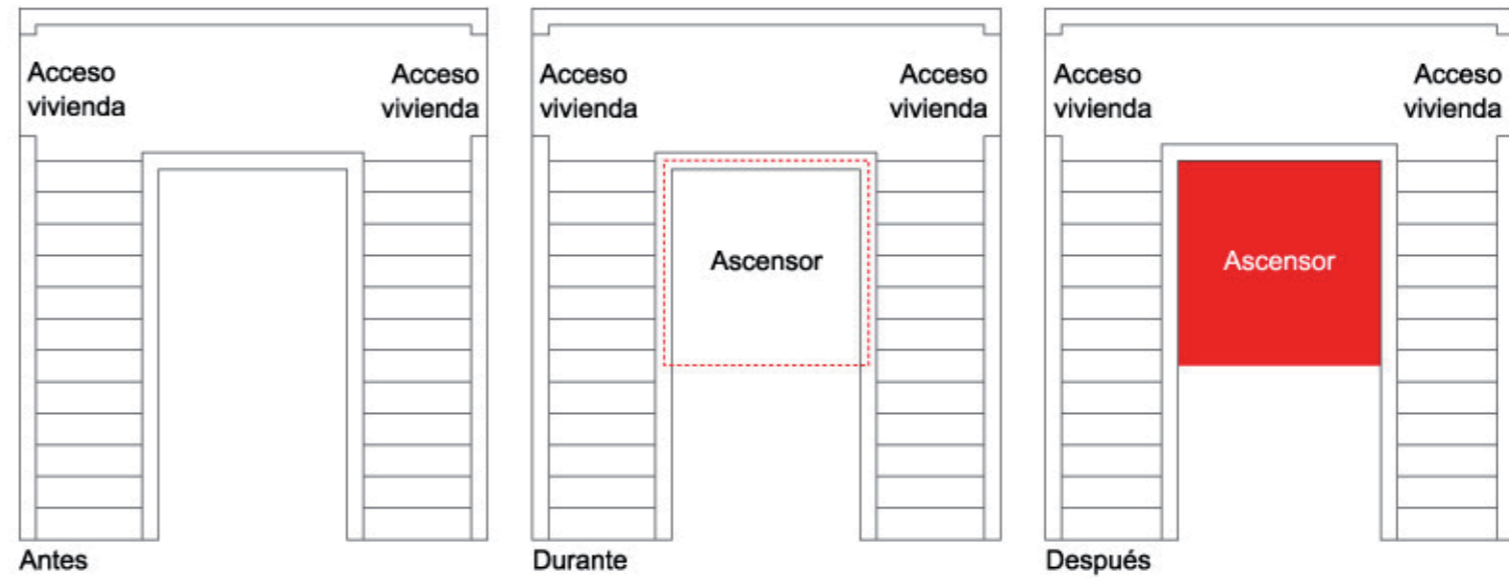 Acceso
vivienda
Acceso
vivienda
Antes
Acceso
vivienda
Acceso
vivienda
Ascensor
Durante
Acceso
vivienda
Acceso
vivienda
Ascensor
Después